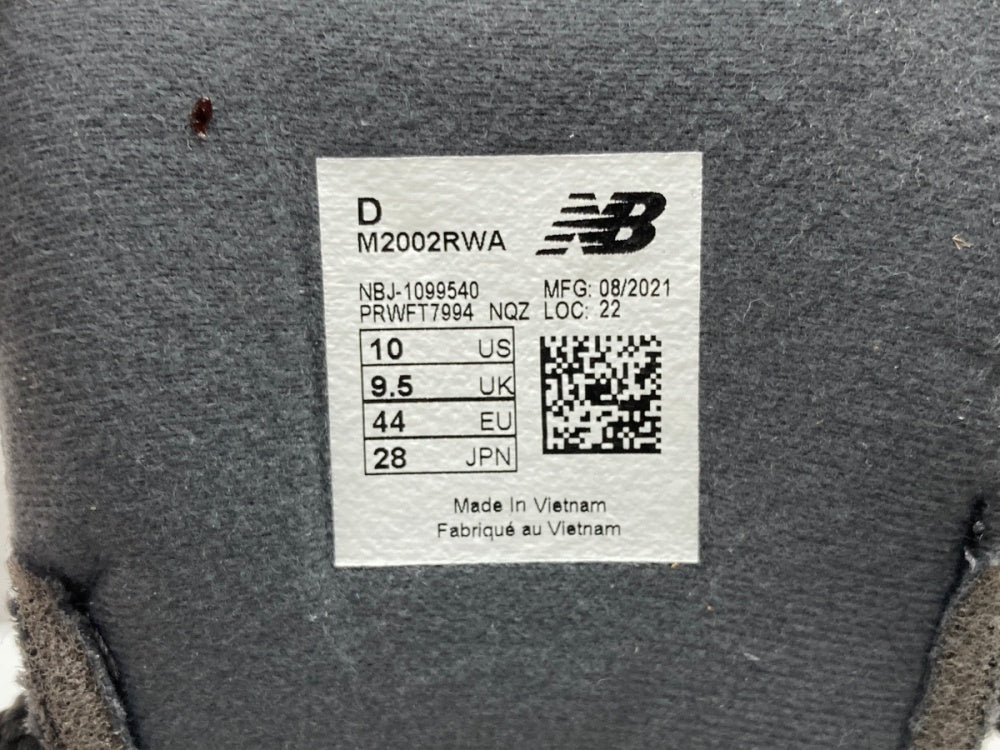 D
NB
M2002RWA
NBJ-1099540 MFG: 08/2021
PRWFT7994 NQZ LOC: 22
10 US
9.5 UK
44 EU
28 JPN
Made In Vietnam
Fabriqué au Vietnam